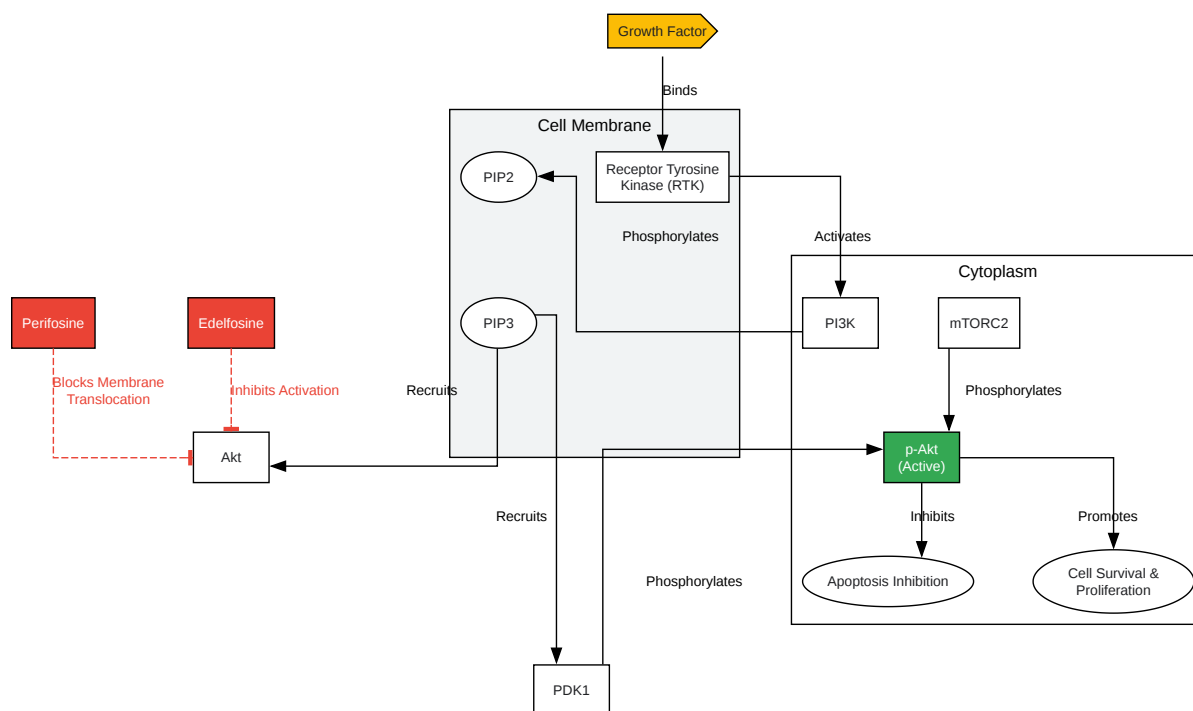 Growth Factor
Binds
Cell Membrane
PIP2
Receptor Tyrosine
Kinase (RTK)
Phosphorylates
Activates
Cytoplasm
Perifosine
Edelfosine
PIP3
PI3K
mTORC2
Blocks Membrane
Translocation
Inhibits Activation
Recruits
Phosphorylates
Akt
p-Akt
(Active)
Recruits
Inhibits
Promotes
Phosphorylates
Apoptosis Inhibition
Cell Survival &
Proliferation
PDK1